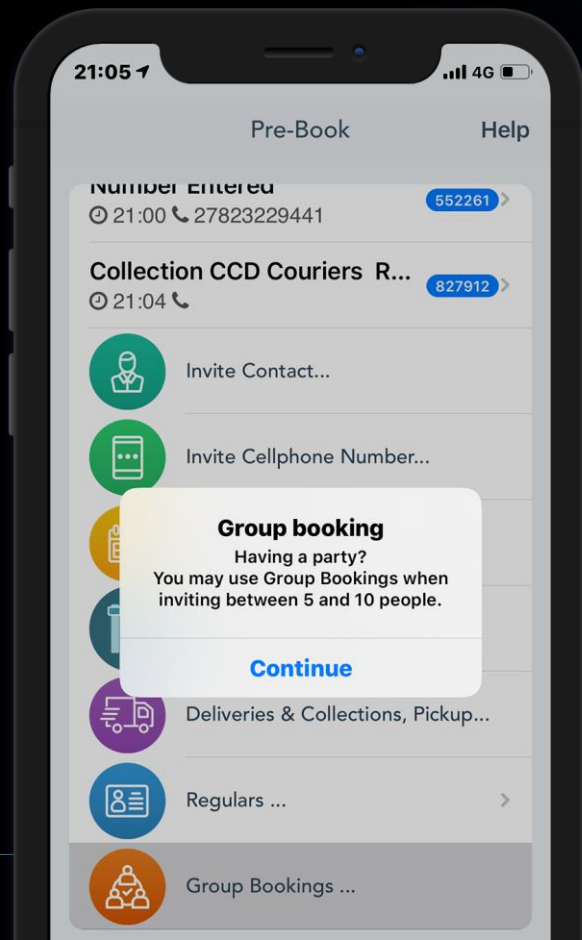 21:05
4G
Pre-Book
Help
Number Entered
21:00 27823229441
552261
Collection CCD Couriers R...
827912
21:04
Invite Contact...
Invite Cellphone Number...
Group booking
Having a party?
You may use Group Bookings when
inviting between 5 and 10 people.
Continue
Deliveries & Collections, Pickup...
Regulars ...
Group Bookings ...